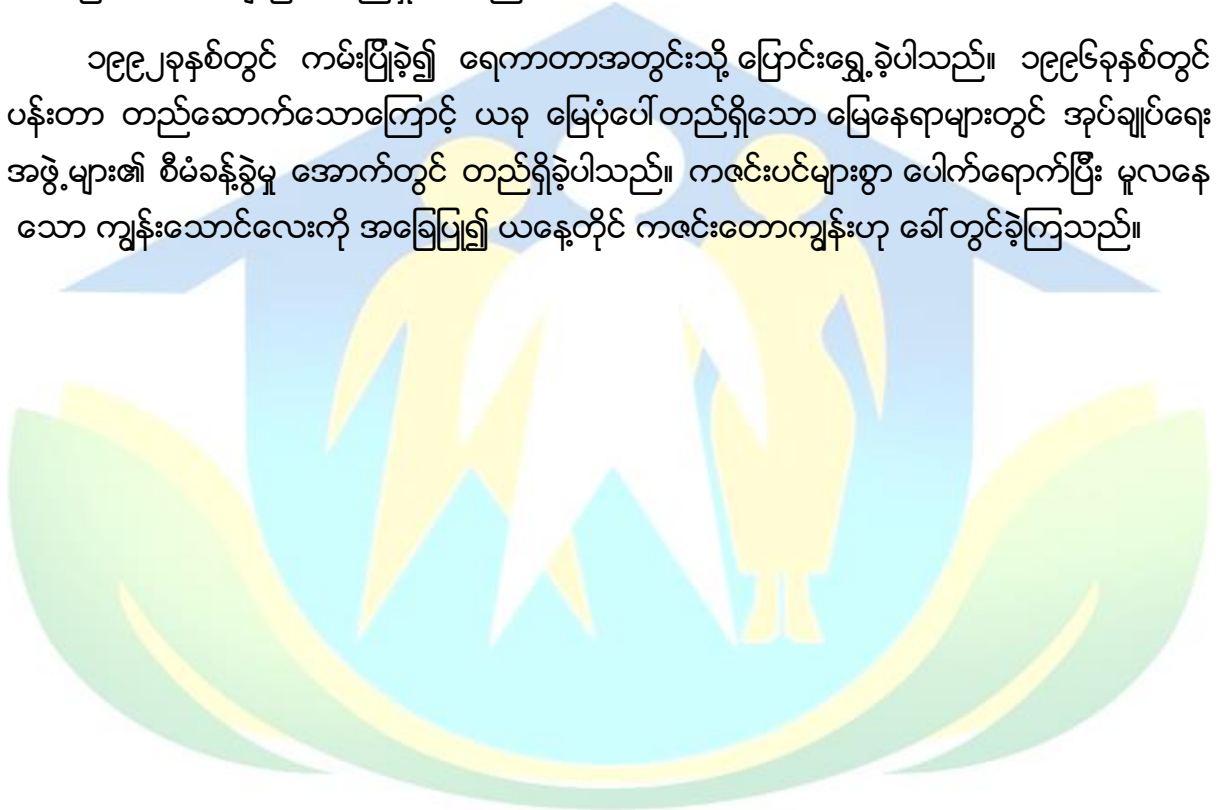 ၁၉၉၂ခုနှစ်တွင် ကမ်းပြိုခဲ့၍ ရေကာတာအတွင်းသို့ ပြောင်းရွှေ့ခဲ့ပါသည်။ ၁၉၉၆ခုနှစ်တွင်
ပန်းတာ တည်ဆောက်သောကြောင့် ယခု မြေပုံပေါ်တည်ရှိသော မြေနေရာများတွင် အုပ်ချုပ်ရေး
အဖွဲ့များ၏ စီမံခန့်ခွဲမှု အောက်တွင် တည်ရှိခဲ့ပါသည်။ ကဇင်းပင်များစွာ ပေါက်ရောက်ပြီး မူလနေ
သော ကျွန်းသောင်လေးကို အခြေပြု၍ ယနေ့တိုင် ကဇင်းတောကျွန်းဟု ခေါ်တွင်ခဲ့ကြသည်။